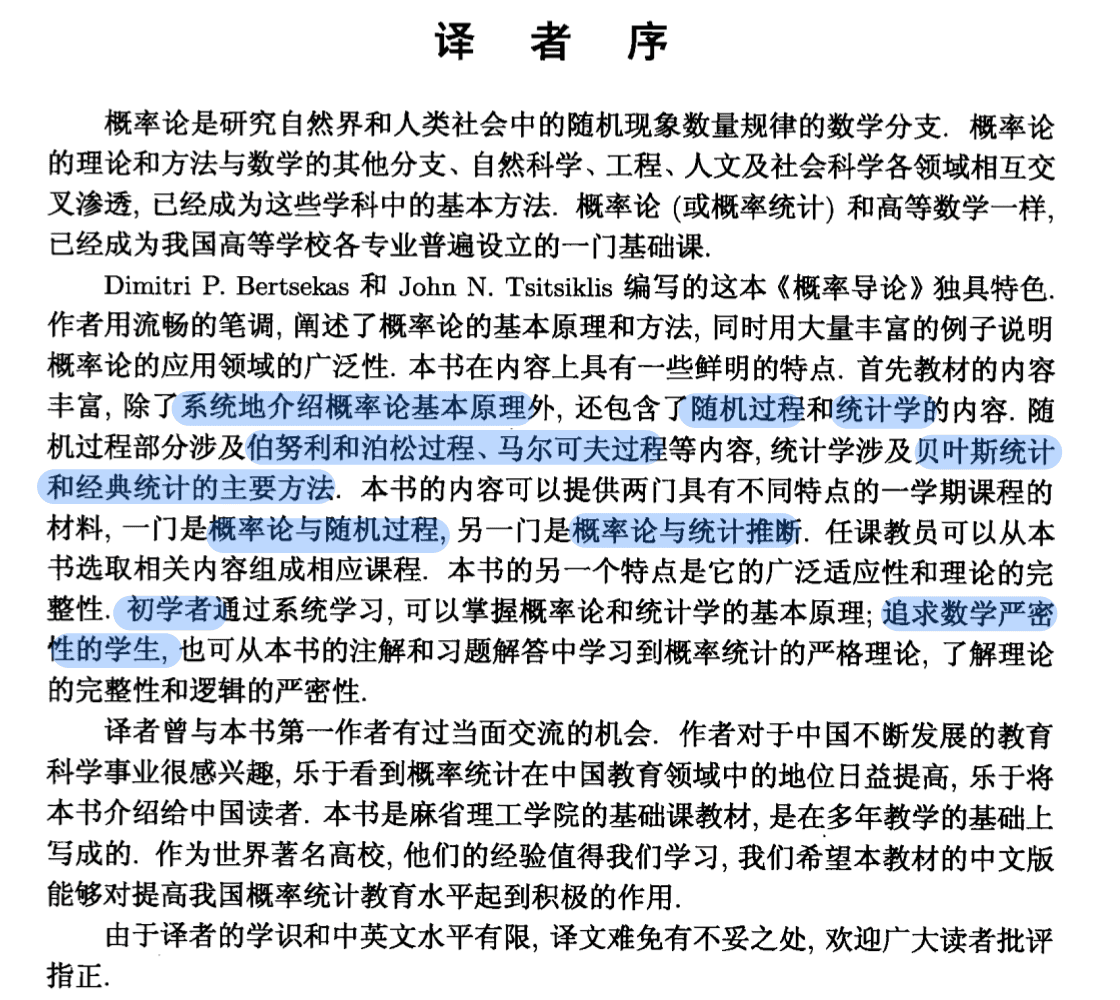 译 者 序
概率论是研究自然界和人类社会中的随机现象数量规律的数学分支. 概率论
的理论和方法与数学的其他分支、自然科学、工程、人文及社会科学各领域相互交
叉渗透, 已经成为这些学科中的基本方法. 概率论 (或概率统计) 和高等数学一样,
已经成为我国高等学校各专业普遍设立的一门基础课.
Dimitri P. Bertsekas 和 John N. Tsitsiklis 编写的这本《概率导论》独具特色.
作者用流畅的笔调, 阐述了概率论的基本原理和方法, 同时用大量丰富的例子说明
概率论的应用领域的广泛性. 本书在内容上具有一些鲜明的特点. 首先教材的内容
丰富, 除了系统地介绍概率论基本原理外, 还包含了随机过程和统计学的内容. 随
机过程部分涉及伯努利和泊松过程、马尔可夫过程等内容, 统计学涉及贝叶斯统计
和经典统计的主要方法. 本书的内容可以提供两门具有不同特点的一学期课程的
材料, 一门是概率论与随机过程, 另一门是概率论与统计推断. 任课教员可以从本
书选取相关内容组成相应课程. 本书的另一个特点是它的广泛适应性和理论的完
整性. 初学者通过系统学习, 可以掌握概率论和统计学的基本原理; 追求数学严密
性的学生, 也可从本书的注解和习题解答中学习到概率统计的严格理论, 了解理论
的完整性和逻辑的严密性.
译者曾与本书第一作者有过当面交流的机会. 作者对于中国不断发展的教育
科学事业很感兴趣, 乐于看到概率统计在中国教育领域中的地位日益提高, 乐于将
本书介绍给中国读者. 本书是麻省理工学院的基础课教材, 是在多年教学的基础上
写成的. 作为世界著名高校, 他们的经验值得我们学习, 我们希望本教材的中文版
能够对提高我国概率统计教育水平起到积极的作用.
由于译者的学识和中英文水平有限, 译文难免有不妥之处, 欢迎广大读者批评
指正.